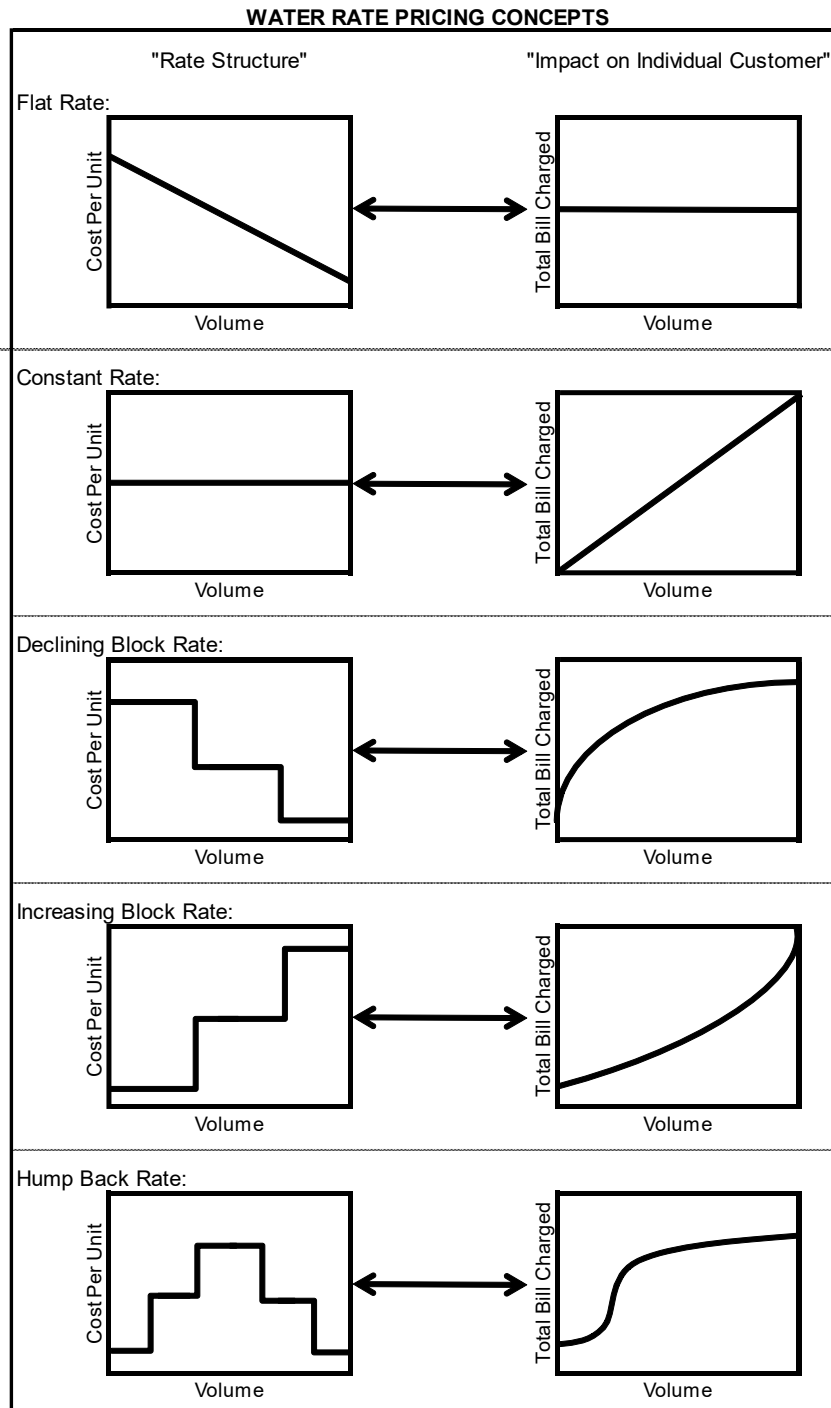 WATER RATE PRICING CONCEPTS
"Rate Structure"
"Impact on Individual Customer"
Flat Rate:
Cost Per Unit
Volume
Total Bill Charged
Volume
Constant Rate:
Cost Per Unit
Volume
Total Bill Charged
Volume
Declining Block Rate:
Cost Per Unit
Volume
Total Bill Charged
Volume
Increasing Block Rate:
Cost Per Unit
Volume
Total Bill Charged
Volume
Hump Back Rate:
Cost Per Unit
Volume
Total Bill Charged
Volume